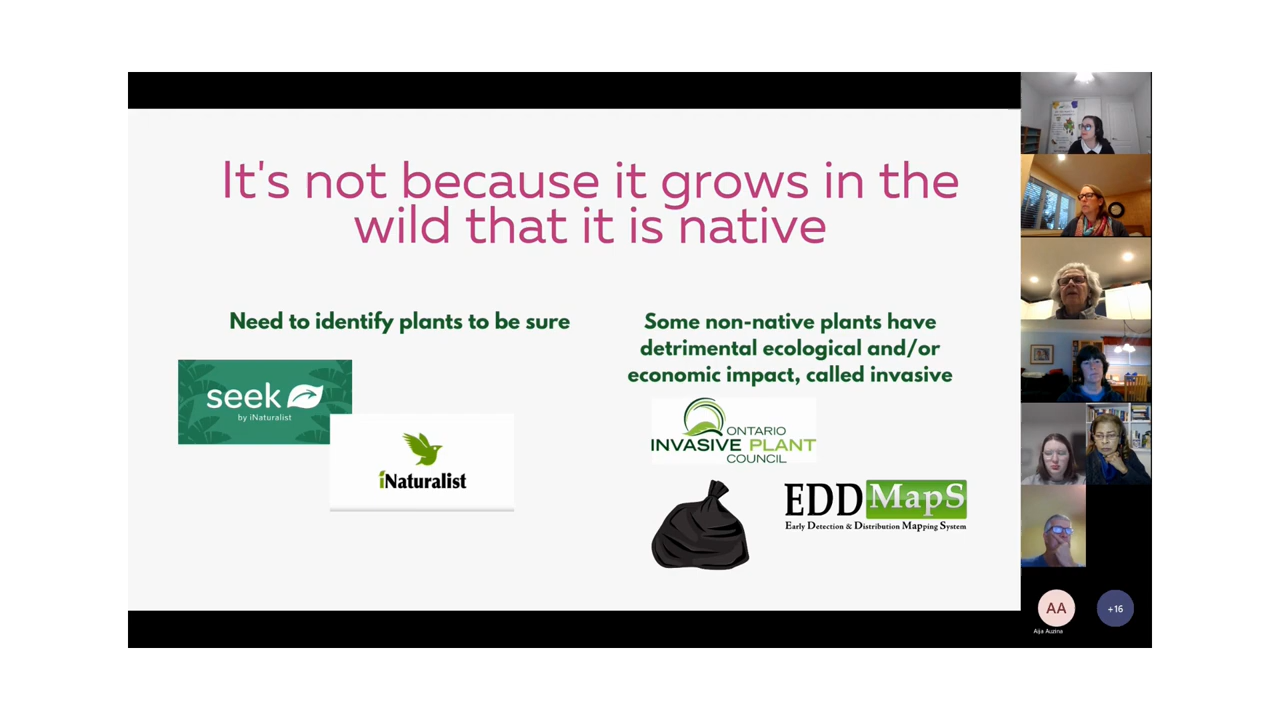 It's not because it grows in the
wild that it is native
Need to identify plants to be sure
seek
by iNaturalist
iNaturalist
Some non-native plants have
detrimental ecological and/or
economic impact, called invasive
ONTARIO
INVASIVE PLANT
COUNCIL
EDDMapS
Early Detection & Distribution Mapping System
AA
+16
Aija Auzina